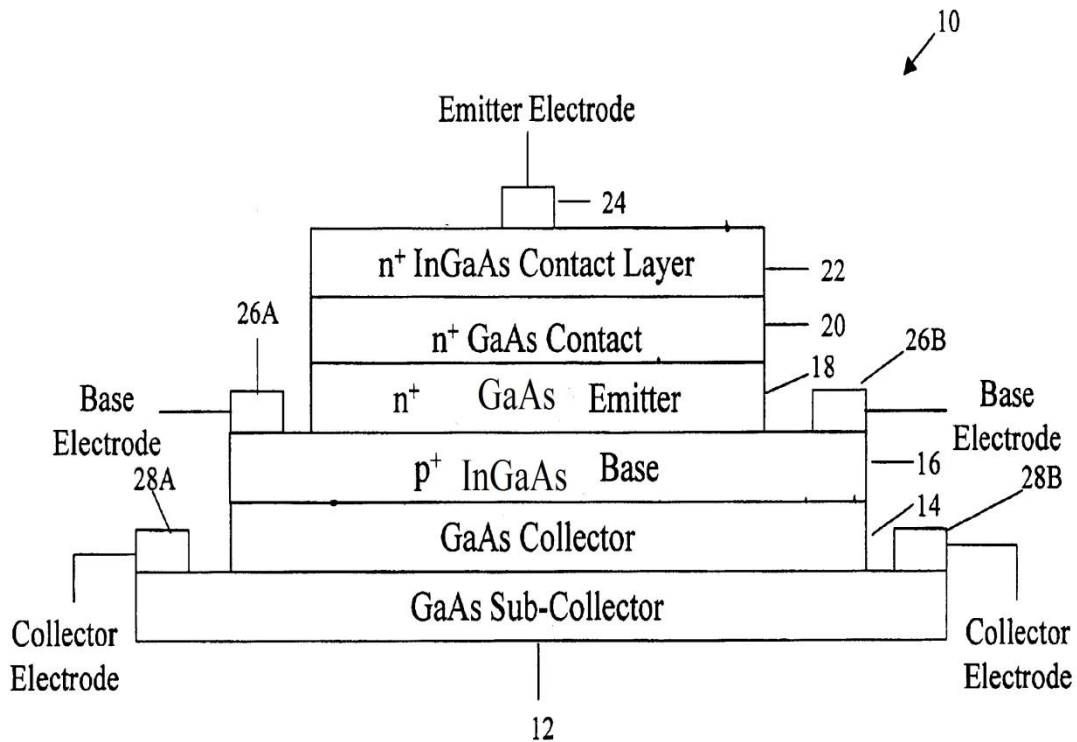 10
Emitter Electrode
24
n⁺ InGaAs Contact Layer
22
26A
n⁺ GaAs Contact
20
26B
n⁺ GaAs Emitter
18
Base
Electrode
Base
Electrode
p⁺ InGaAs Base
16
28A
28B
14
GaAs Collector
GaAs Sub-Collector
Collector
Electrode
Collector
Electrode
12